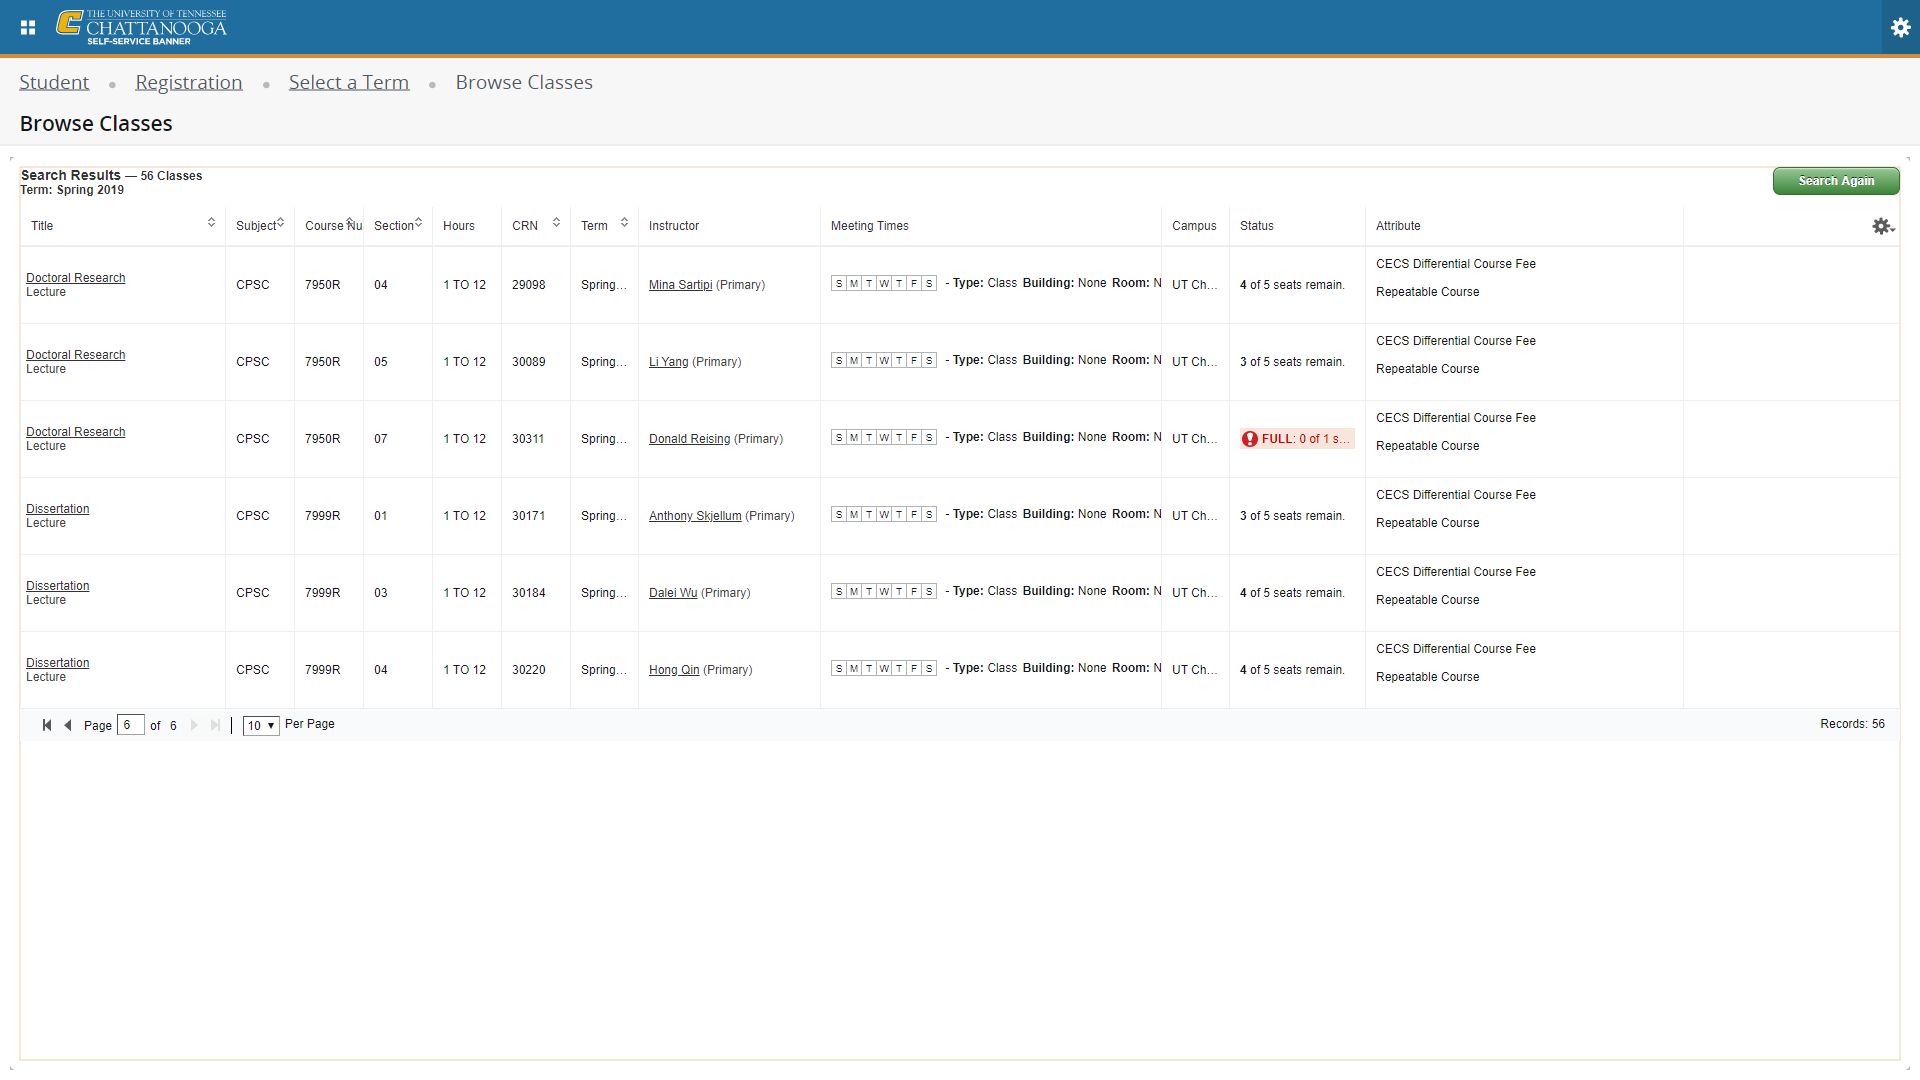 THE UNIVERSITY OF TENNESSEE
CHATTANOOGA
SELF-SERVICE BANNER
Student • Registration • Select a Term • Browse Classes
Browse Classes
Search Results — 56 Classes
Term: Spring 2019
Search Again
Title Subject Course Nu Section Hours CRN Term Instructor Meeting Times Campus Status Attribute
Doctoral Research
Lecture
CPSC 7950R 04 1 TO 12 29098 Spring... Mina Sartipi (Primary) S M T W T F S - Type: Class Building: None Room: N UT Ch... 4 of 5 seats remain.
CECS Differential Course Fee
Repeatable Course
Doctoral Research
Lecture
CPSC 7950R 05 1 TO 12 30089 Spring... Li Yang (Primary) S M T W T F S - Type: Class Building: None Room: N UT Ch... 3 of 5 seats remain.
CECS Differential Course Fee
Repeatable Course
Doctoral Research
Lecture
CPSC 7950R 07 1 TO 12 30311 Spring... Donald Reising (Primary) S M T W T F S - Type: Class Building: None Room: N UT Ch... FULL: 0 of 1 s...
CECS Differential Course Fee
Repeatable Course
Dissertation
Lecture
CPSC 7999R 01 1 TO 12 30171 Spring... Anthony Skjellum (Primary) S M T W T F S - Type: Class Building: None Room: N UT Ch... 3 of 5 seats remain.
CECS Differential Course Fee
Repeatable Course
Dissertation
Lecture
CPSC 7999R 03 1 TO 12 30184 Spring... Dalei Wu (Primary) S M T W T F S - Type: Class Building: None Room: N UT Ch... 4 of 5 seats remain.
CECS Differential Course Fee
Repeatable Course
Dissertation
Lecture
CPSC 7999R 04 1 TO 12 30220 Spring... Hong Qin (Primary) S M T W T F S - Type: Class Building: None Room: N UT Ch... 4 of 5 seats remain.
CECS Differential Course Fee
Repeatable Course
Page 6 of 6 | 10 Per Page Records: 56